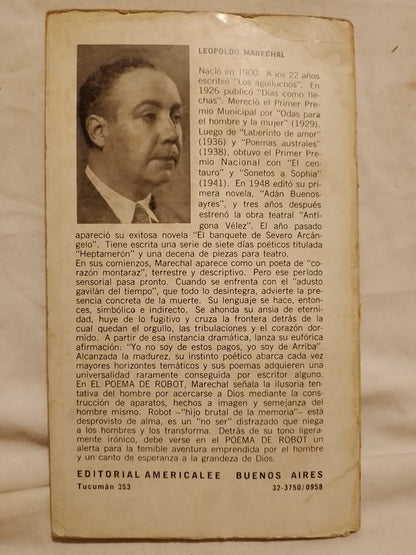 LEOPOLDO MARECHAL
Nació en 1900. A los 22 años
escribió "Los aguiluchos". En
1926 publicó "Días como fle-
chas". Mereció el Primer Pre-
mio Municipal por "Odas para
el hombre y la mujer" (1929).
Luego de "Laberinto de amor"
(1936) y "Poemas australes"
(1938), obtuvo el Primer Pre-
mio Nacional con "El cen-
tauro" y "Sonetos a Sophia"
(1941). En 1948 editó su pri-
mera novela, "Adán Buenos-
ayres", y tres años después
estrenó la obra teatral "Antí-
gona Vélez". El año pasado
apareció su exitosa novela "El banquete de Severo Arcán-
gelo". Tiene escrita una serie de siete días poéticos titulada
"Heptamerón" y una decena de piezas para teatro.
En sus comienzos, Marechal aparece como un poeta de "co-
razón montaraz", terrestre y descriptivo. Pero ese período
sensorial pasa pronto. Cuando se enfrenta con el "adusto
gavilán del tiempo", que todo lo desintegra, advierte la pre-
sencia concreta de la muerte. Su lenguaje se hace, enton-
ces, simbólico e indirecto. Se ahonda su ansia de eterni-
dad, huye de lo fugitivo y cruza la frontera detrás de la
cual quedan el orgullo, las tribulaciones y el corazón dor-
mido. A partir de esa instancia dramática, lanza su eufórica
afirmación: "Yo no soy de estos pagos, yo soy de Arriba".
Alcanzada la madurez, su instinto poético abarca cada vez
mayores horizontes temáticos y sus poemas adquieren una
universalidad raramente conseguida por escritor alguno.
En EL POEMA DE ROBOT, Marechal señala la ilusoria ten-
tativa del hombre por acercarse a Dios mediante la cons-
trucción de aparatos, hechos a imagen y semejanza del
hombre mismo. Robot –"hijo brutal de la memoria"– está
desprovisto de alma, es un "no ser" disfrazado que niega
a los hombres y los transforma. Detrás de su tono ligera-
mente irónico, debe verse en el POEMA DE ROBOT un
alerta para la temible aventura emprendida por el hombre
y un canto de esperanza a la grandeza de Dios.
EDITORIAL AMERICALEE BUENOS AIRES
Tucumán 353 32-3750/0958